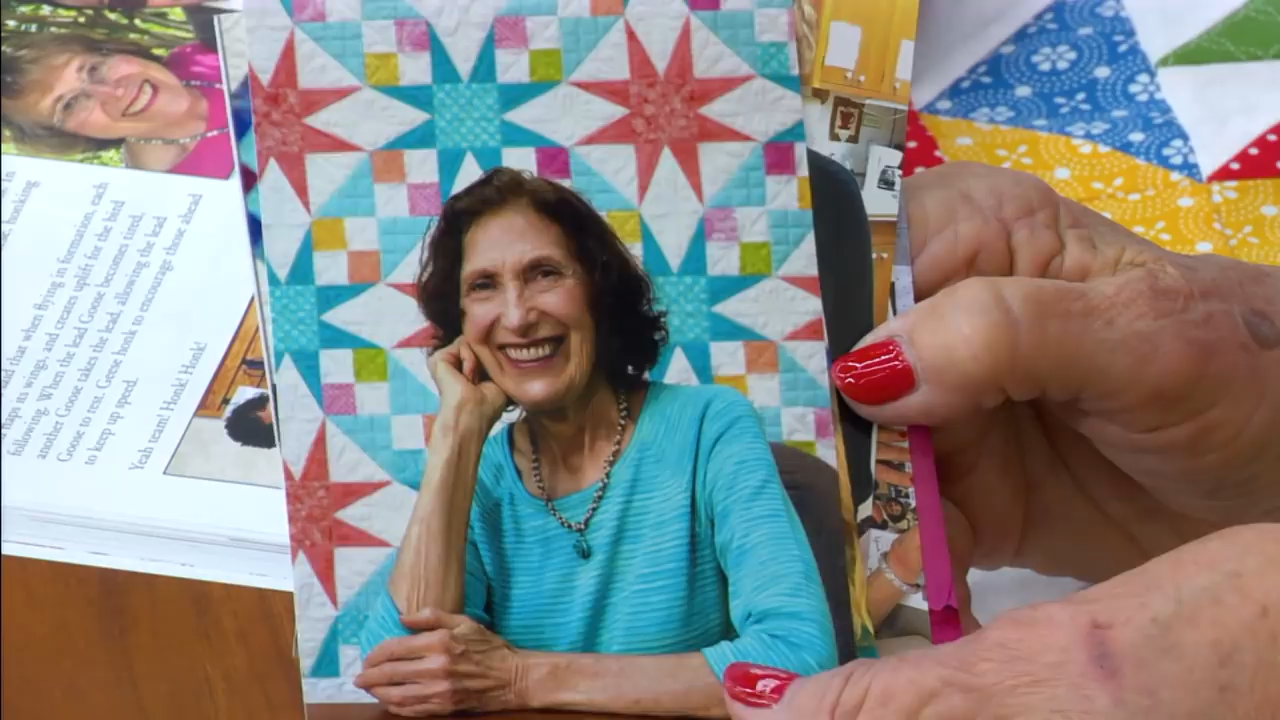 said that when flying in formation, each
flaps its wings, and creates uplift for the bird
following. When the lead Goose becomes tired,
another Goose takes the lead, allowing the lead
Goose to rest. Geese honk to encourage those ahead
to keep up speed.
Yeah team! Honk! Honk!